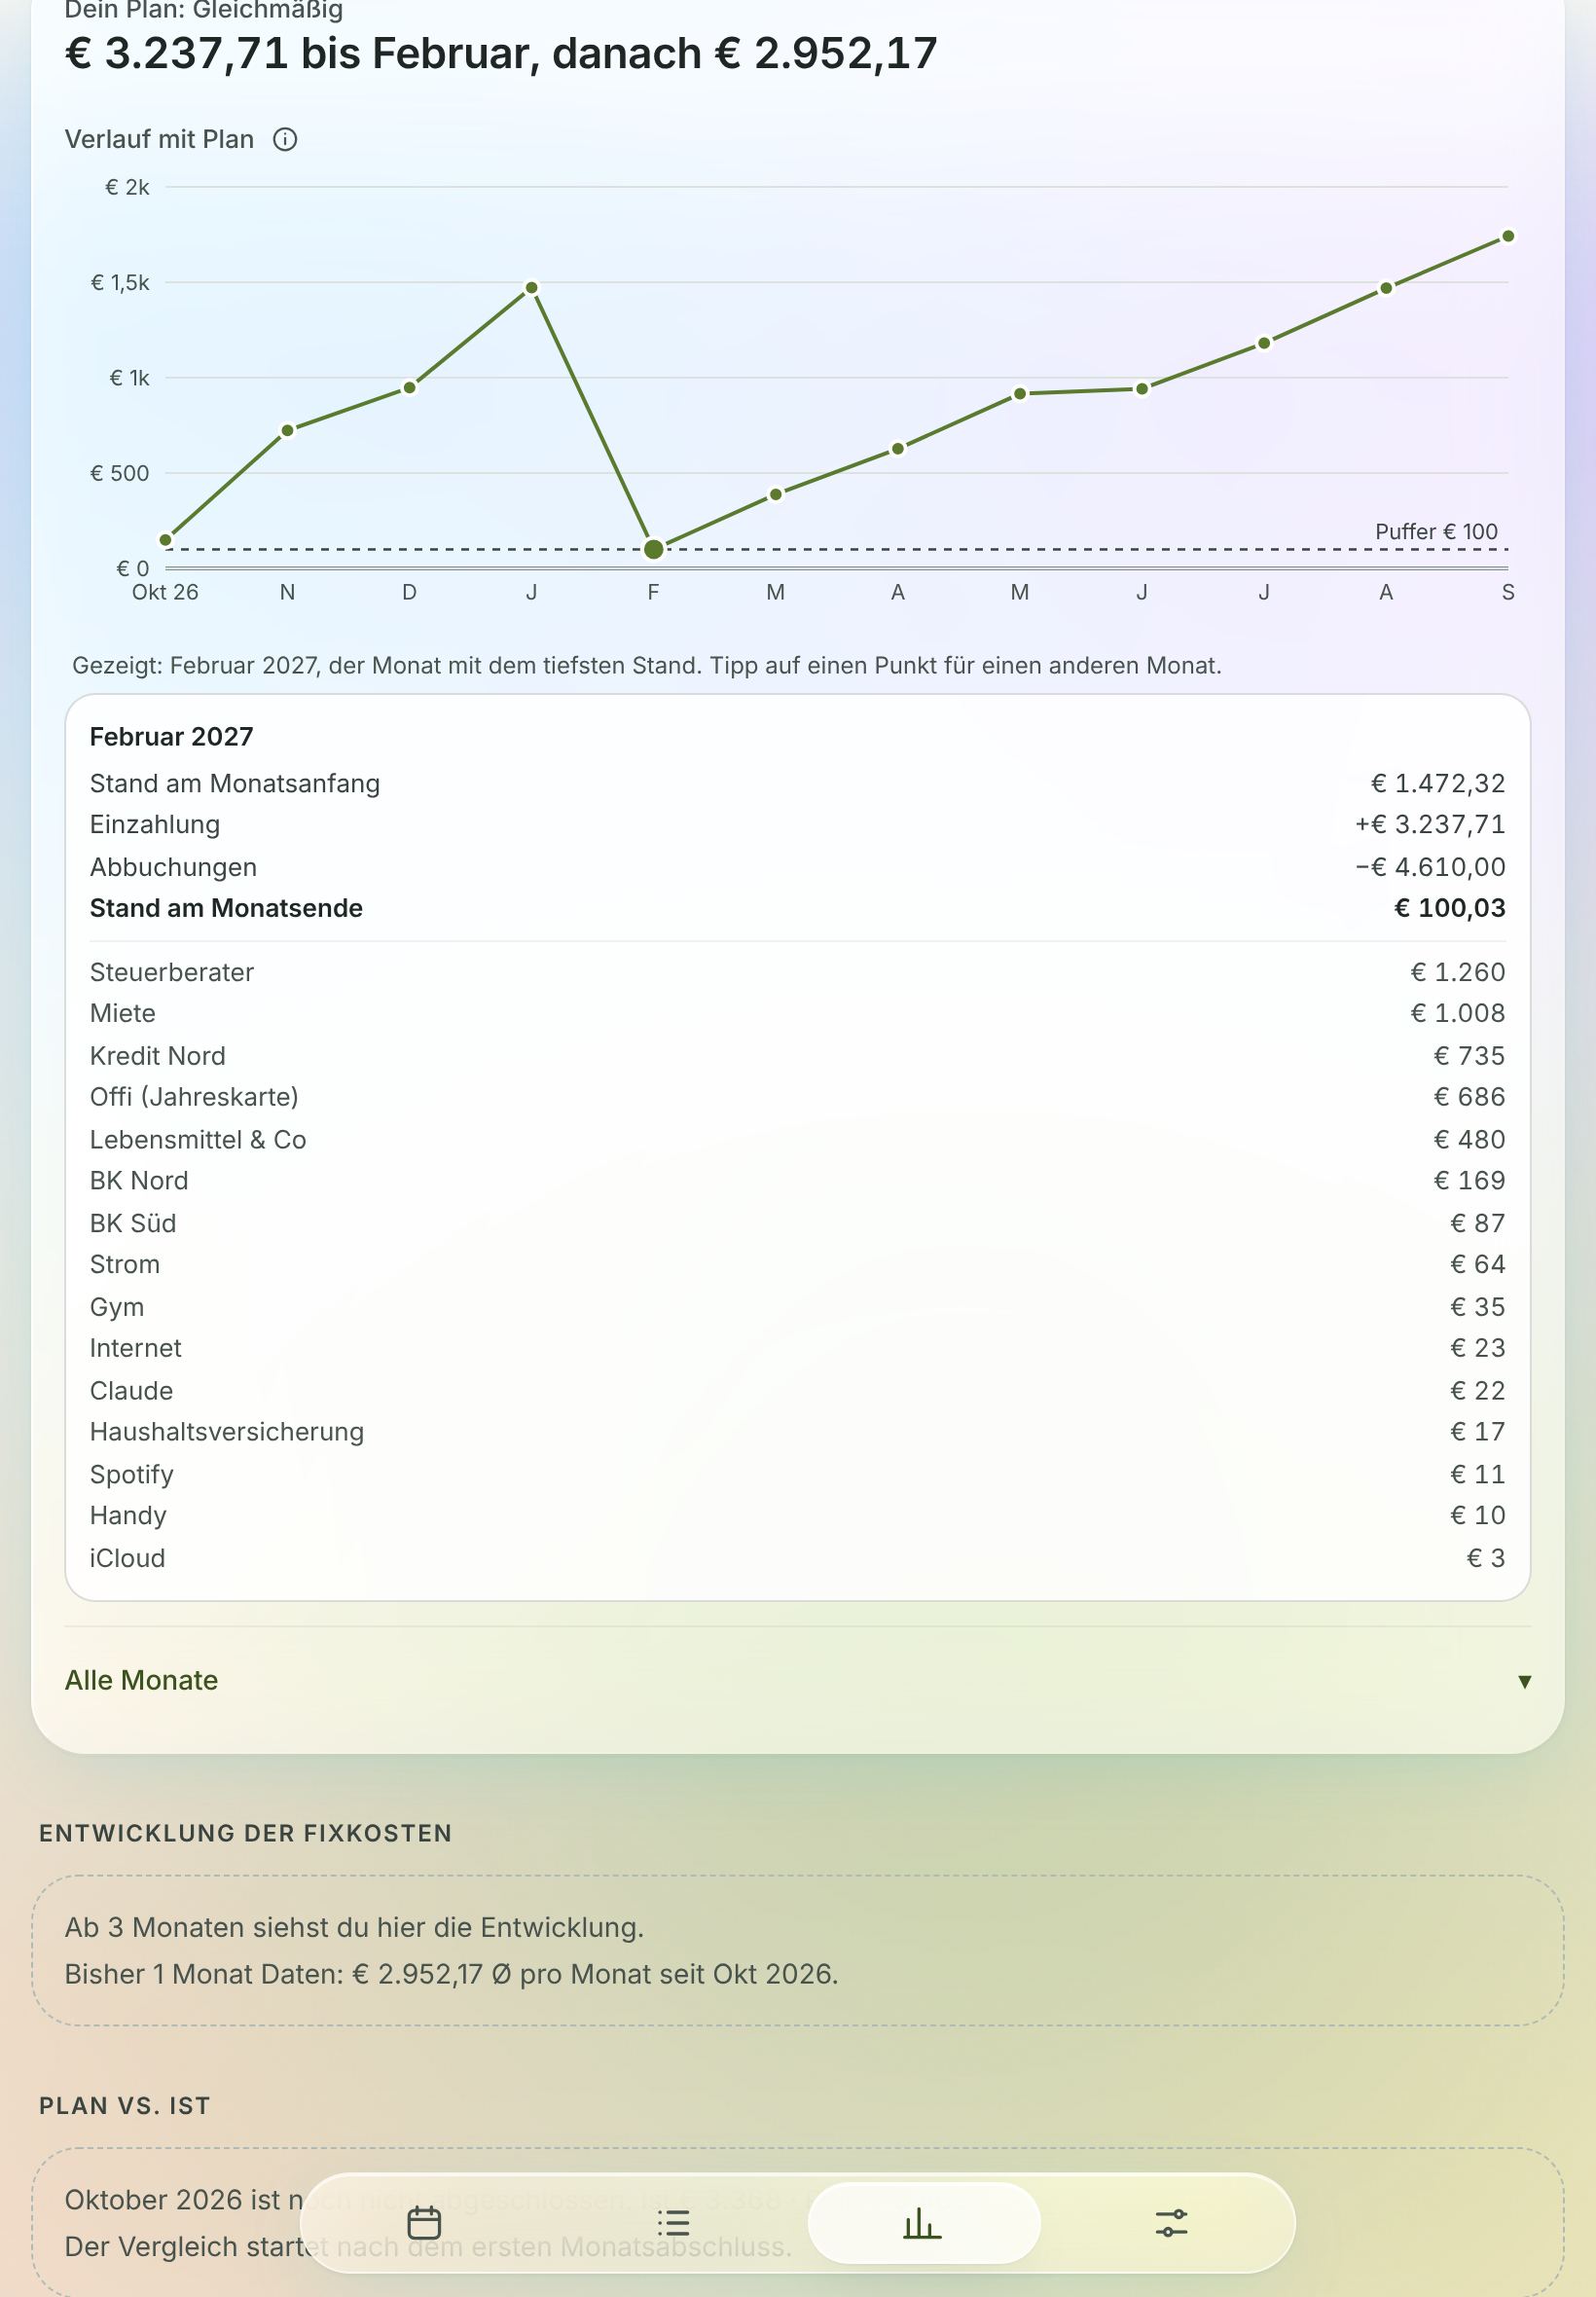 Dein Plan: Gleichmäßig
€ 3.237,71 bis Februar, danach € 2.952,17
Verlauf mit Plan
€ 2k
€ 1,5k
€ 1k
€ 500
Puffer € 100
€ 0
Okt 26 N D J F M A M J J A S
Gezeigt: Februar 2027, der Monat mit dem tiefsten Stand. Tipp auf einen Punkt für einen anderen Monat.
Februar 2027
Stand am Monatsanfang € 1.472,32
Einzahlung +€ 3.237,71
Abbuchungen −€ 4.610,00
Stand am Monatsende € 100,03
Steuerberater € 1.260
Miete € 1.008
Kredit Nord € 735
Offi (Jahreskarte) € 686
Lebensmittel & Co € 480
BK Nord € 169
BK Süd € 87
Strom € 64
Gym € 35
Internet € 23
Claude € 22
Haushaltsversicherung € 17
Spotify € 11
Handy € 10
iCloud € 3
Alle Monate
ENTWICKLUNG DER FIXKOSTEN
Ab 3 Monaten siehst du hier die Entwicklung.
Bisher 1 Monat Daten: € 2.952,17 Ø pro Monat seit Okt 2026.
PLAN VS. IST
Oktober 2026 ist noch nicht abgeschlossen
Der Vergleich startet nach dem ersten Monatsabschluss.